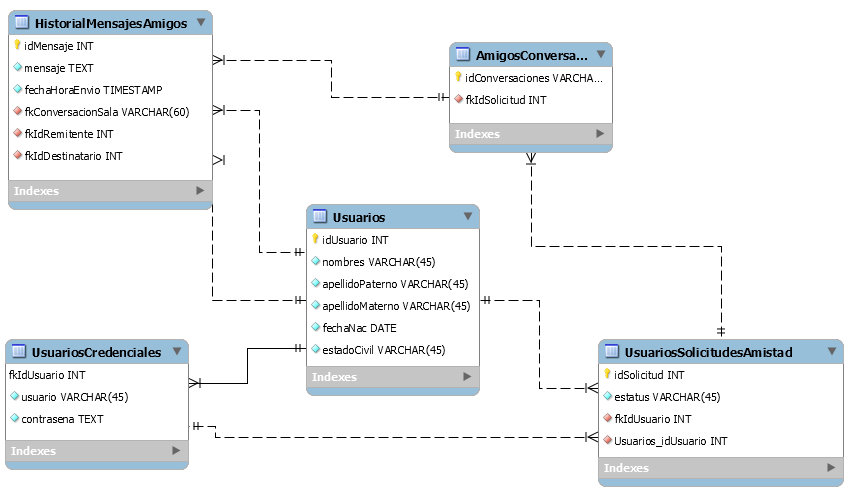 HistorialMensajesAmigos
idMensaje INT
mensaje TEXT
fechaHoraEnvio TIMESTAMP
fkConversacionSala VARCHAR(60)
fkIdRemitente INT
fkIdDestinatario INT
Indexes
AmigosConversa...
idConversaciones VARCHA...
fkIdSolicitud INT
Indexes
Usuarios
idUsuario INT
nombres VARCHAR(45)
apellidoPaterno VARCHAR(45)
apellidoMaterno VARCHAR(45)
fechaNac DATE
estadoCivil VARCHAR(45)
Indexes
UsuariosCredenciales
fkIdUsuario INT
usuario VARCHAR(45)
contrasena TEXT
Indexes
UsuariosSolicitudesAmistad
idSolicitud INT
estatus VARCHAR(45)
fkIdUsuario INT
Usuarios_idUsuario INT
Indexes